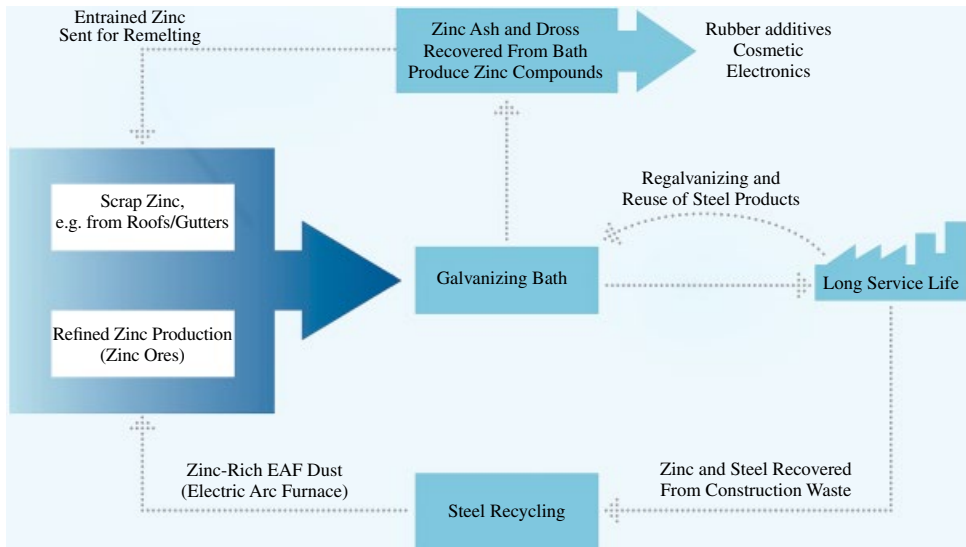 Entrained Zinc
Sent for Remelting
Zinc Ash and Dross
Recovered From Bath
Produce Zinc Compounds
Rubber additives
Cosmetic
Electronics
Scrap Zinc,
e.g. from Roofs/Gutters
Regalvanizing and
Reuse of Steel Products
Galvanizing Bath
Long Service Life
Refined Zinc Production
(Zinc Ores)
Zinc-Rich EAF Dust
(Electric Arc Furnace)
Steel Recycling
Zinc and Steel Recovered
From Construction Waste